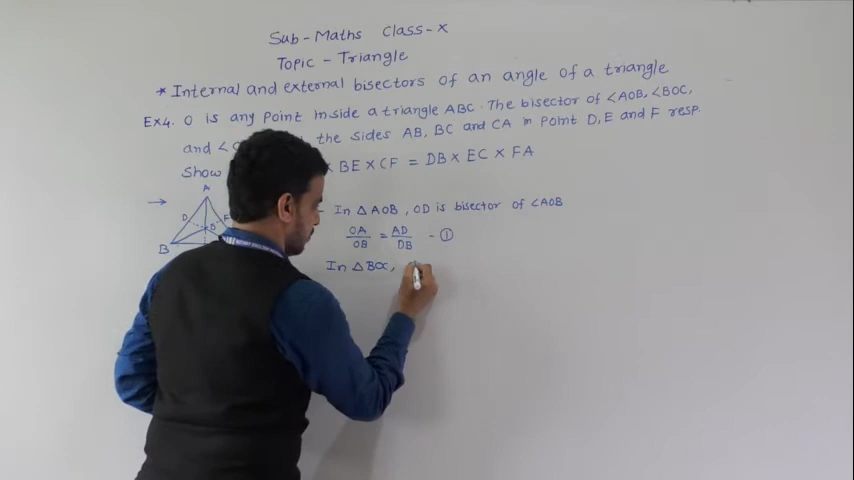 Sub - Maths Class - X
Topic - Triangle
* Internal and external bisectors of an angle of a triangle
Ex4. O is any point inside a triangle ABC. The bisector of ∠AOB, ∠BOC,
and ∠ the sides AB, BC and CA in point D, E and F resp.
Show × BE × CF = DB × EC × FA
→ A
D F
O
B
- In △AOB, OD is bisector of ∠AOB
OA/OB = AD/DB - ①
In △BOC,